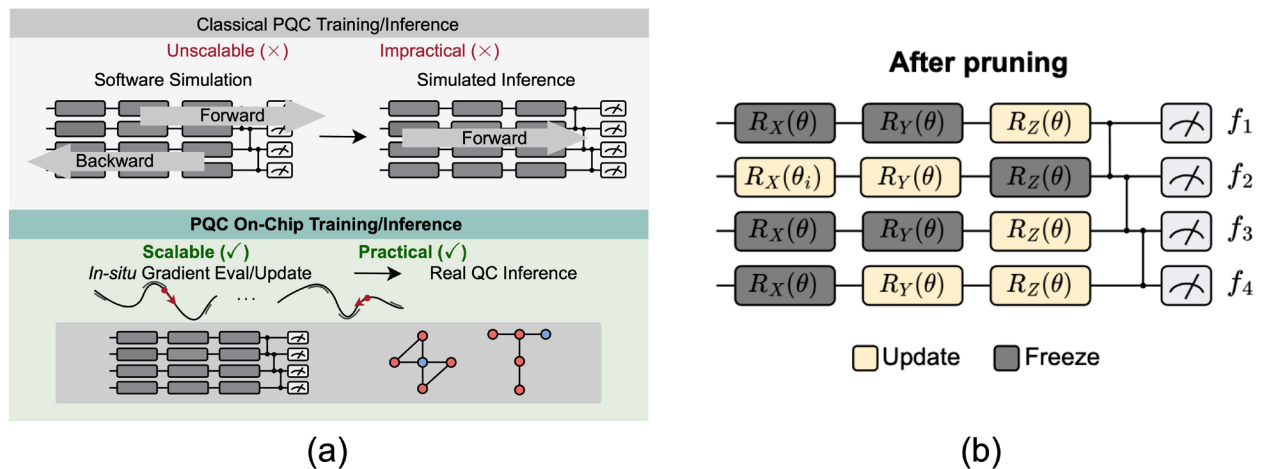 Classical PQC Training/Inference
Unscalable (×) Impractical (×)
Software Simulation Simulated Inference
Forward
Forward
Backward
PQC On-Chip Training/Inference
Scalable (✓) Practical (✓)
In-situ Gradient Eval/Update Real QC Inference
...
(a)
After pruning
R_X(θ) R_Y(θ) R_Z(θ) f_1
R_X(θ_i) R_Y(θ) R_Z(θ) f_2
R_X(θ) R_Y(θ) R_Z(θ) f_3
R_X(θ) R_Y(θ) R_Z(θ) f_4
Update Freeze
(b)